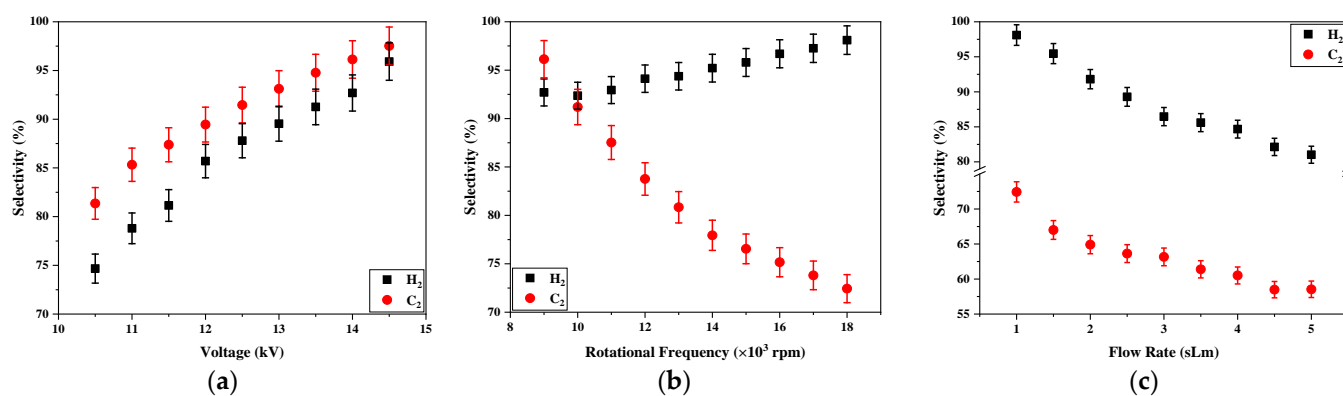 100
95
90
85
80
75
70
Selectivity (%)
10 11 12 13 14 15
Voltage (kV)
H2
C2
(a)
100
95
90
85
80
75
70
Selectivity (%)
8 10 12 14 16 18
Rotational Frequency (×10³ rpm)
H2
C2
(b)
100
95
90
85
80
70
65
60
55
Selectivity (%)
1 2 3 4 5
Flow Rate (sLm)
H2
C2
(c)